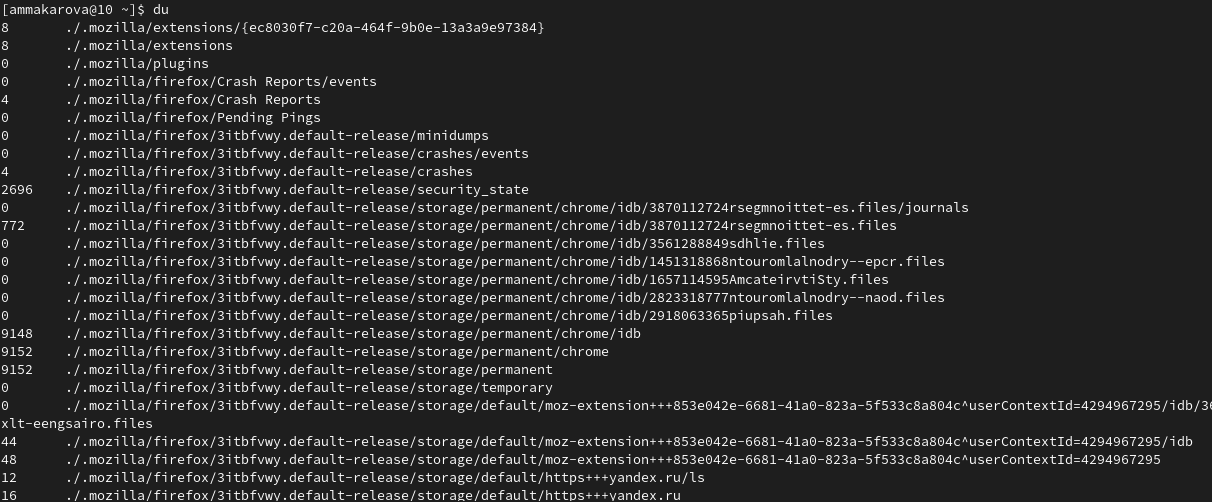 [ammakarova@10 ~]$ du
8 ./.mozilla/extensions/{ec8030f7-c20a-464f-9b0e-13a3a9e97384}
8 ./.mozilla/extensions
0 ./.mozilla/plugins
0 ./.mozilla/firefox/Crash Reports/events
4 ./.mozilla/firefox/Crash Reports
0 ./.mozilla/firefox/Pending Pings
0 ./.mozilla/firefox/3itbfvwy.default-release/minidumps
0 ./.mozilla/firefox/3itbfvwy.default-release/crashes/events
4 ./.mozilla/firefox/3itbfvwy.default-release/crashes
2696 ./.mozilla/firefox/3itbfvwy.default-release/security_state
0 ./.mozilla/firefox/3itbfvwy.default-release/storage/permanent/chrome/idb/3870112724rsegmnoittet-es.files/journals
772 ./.mozilla/firefox/3itbfvwy.default-release/storage/permanent/chrome/idb/3870112724rsegmnoittet-es.files
0 ./.mozilla/firefox/3itbfvwy.default-release/storage/permanent/chrome/idb/3561288849sdhlie.files
0 ./.mozilla/firefox/3itbfvwy.default-release/storage/permanent/chrome/idb/1451318868ntouromlalnodry--epcr.files
0 ./.mozilla/firefox/3itbfvwy.default-release/storage/permanent/chrome/idb/1657114595AmcateirvtiSty.files
0 ./.mozilla/firefox/3itbfvwy.default-release/storage/permanent/chrome/idb/2823318777ntouromlalnodry--naod.files
0 ./.mozilla/firefox/3itbfvwy.default-release/storage/permanent/chrome/idb/2918063365piupsah.files
9148 ./.mozilla/firefox/3itbfvwy.default-release/storage/permanent/chrome/idb
9152 ./.mozilla/firefox/3itbfvwy.default-release/storage/permanent/chrome
9152 ./.mozilla/firefox/3itbfvwy.default-release/storage/permanent
0 ./.mozilla/firefox/3itbfvwy.default-release/storage/temporary
0 ./.mozilla/firefox/3itbfvwy.default-release/storage/default/moz-extension+++853e042e-6681-41a0-823a-5f533c8a804c^userContextId=4294967295/idb/36
xlt-eengsairo.files
44 ./.mozilla/firefox/3itbfvwy.default-release/storage/default/moz-extension+++853e042e-6681-41a0-823a-5f533c8a804c^userContextId=4294967295/idb
48 ./.mozilla/firefox/3itbfvwy.default-release/storage/default/moz-extension+++853e042e-6681-41a0-823a-5f533c8a804c^userContextId=4294967295
12 ./.mozilla/firefox/3itbfvwy.default-release/storage/default/https+++yandex.ru/ls
16 ./.mozilla/firefox/3itbfvwy.default-release/storage/default/https+++yandex.ru